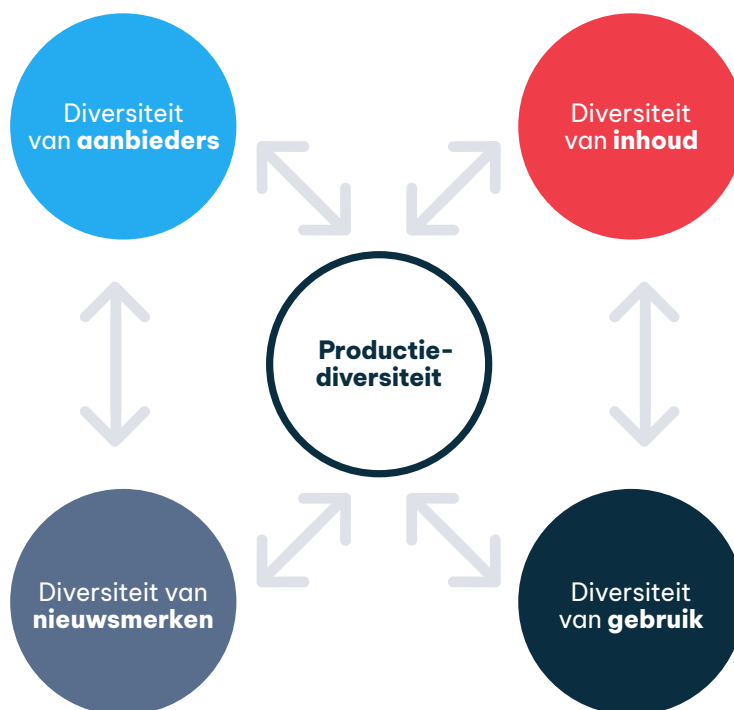 Diversiteit
van aanbieders
Diversiteit
van inhoud
Productie-
diversiteit
Diversiteit van
nieuwsmerken
Diversiteit
van gebruik